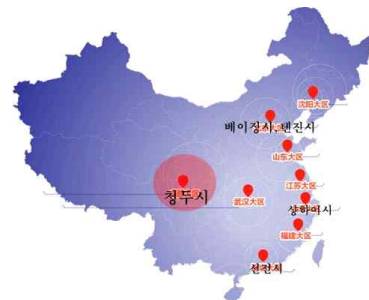 沈阳大区
베이징시, 텐진시
山东大区
江苏大区
청두시
武汉大区
상하이시
福建大区
선전시